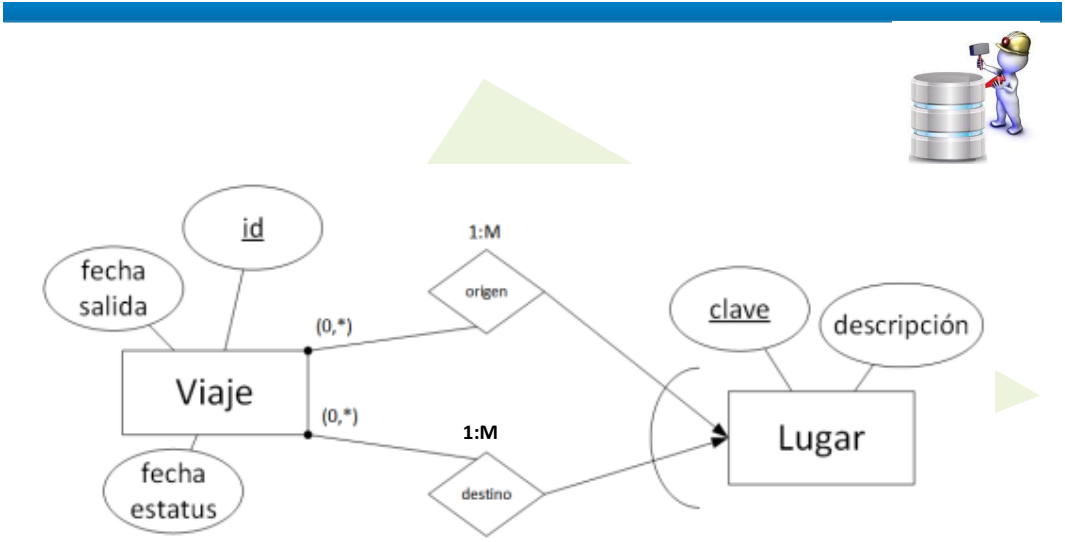 id
fecha
salida
1:M
origen
(0,*)
Viaje
(0,*)
fecha
estatus
1:M
destino
clave
descripción
Lugar